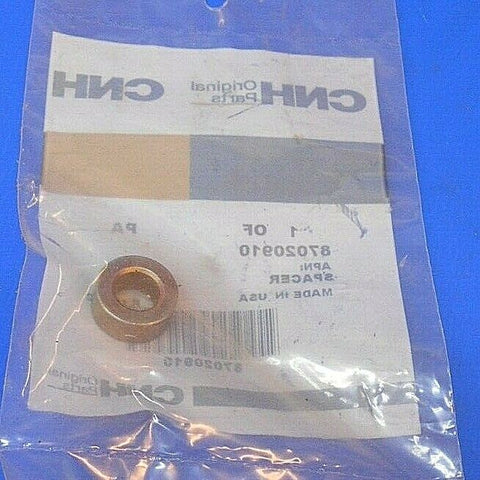 CNH Original Parts CNH
1 OF PA
87020910
APN:
SPACER
MADE IN USA
87020910
CNH Original Parts